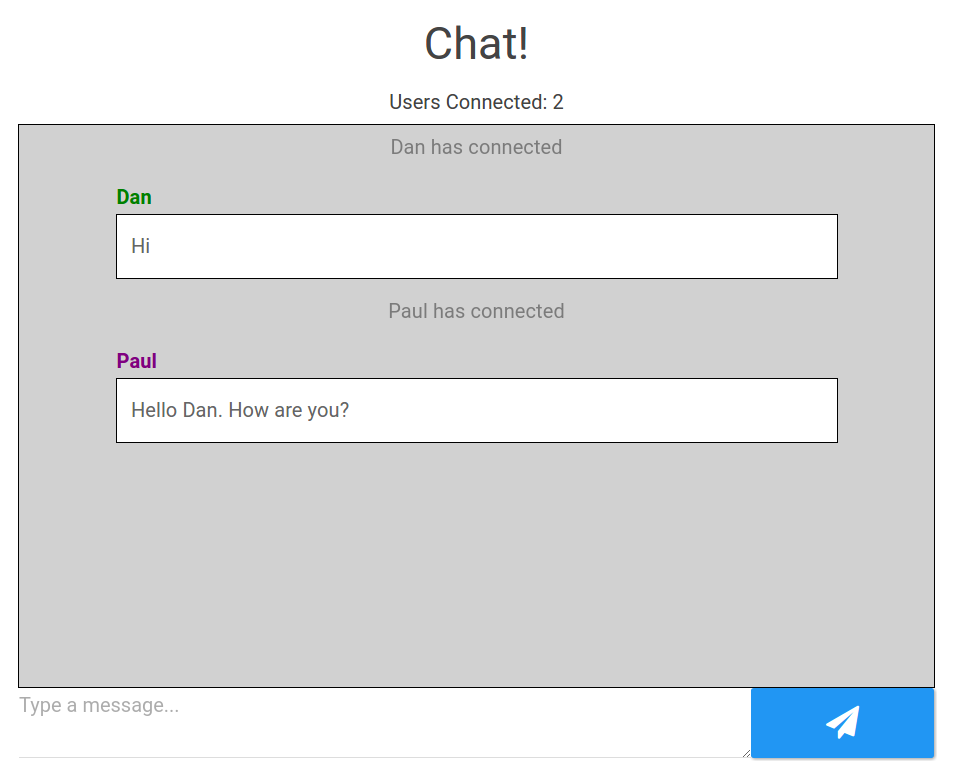 Chat!
Users Connected: 2
Dan has connected
Dan
Hi
Paul has connected
Paul
Hello Dan. How are you?
Type a message...